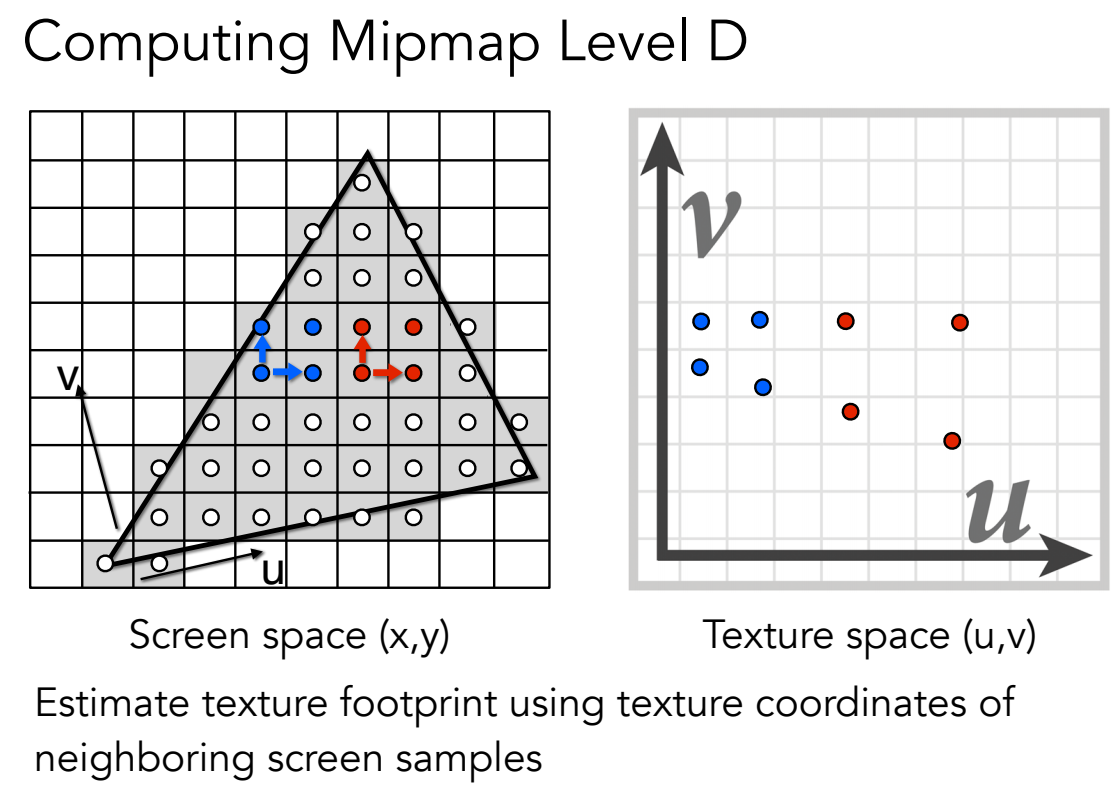 Computing Mipmap Level D
v
u
v
u
Screen space (x,y)
Texture space (u,v)
Estimate texture footprint using texture coordinates of
neighboring screen samples